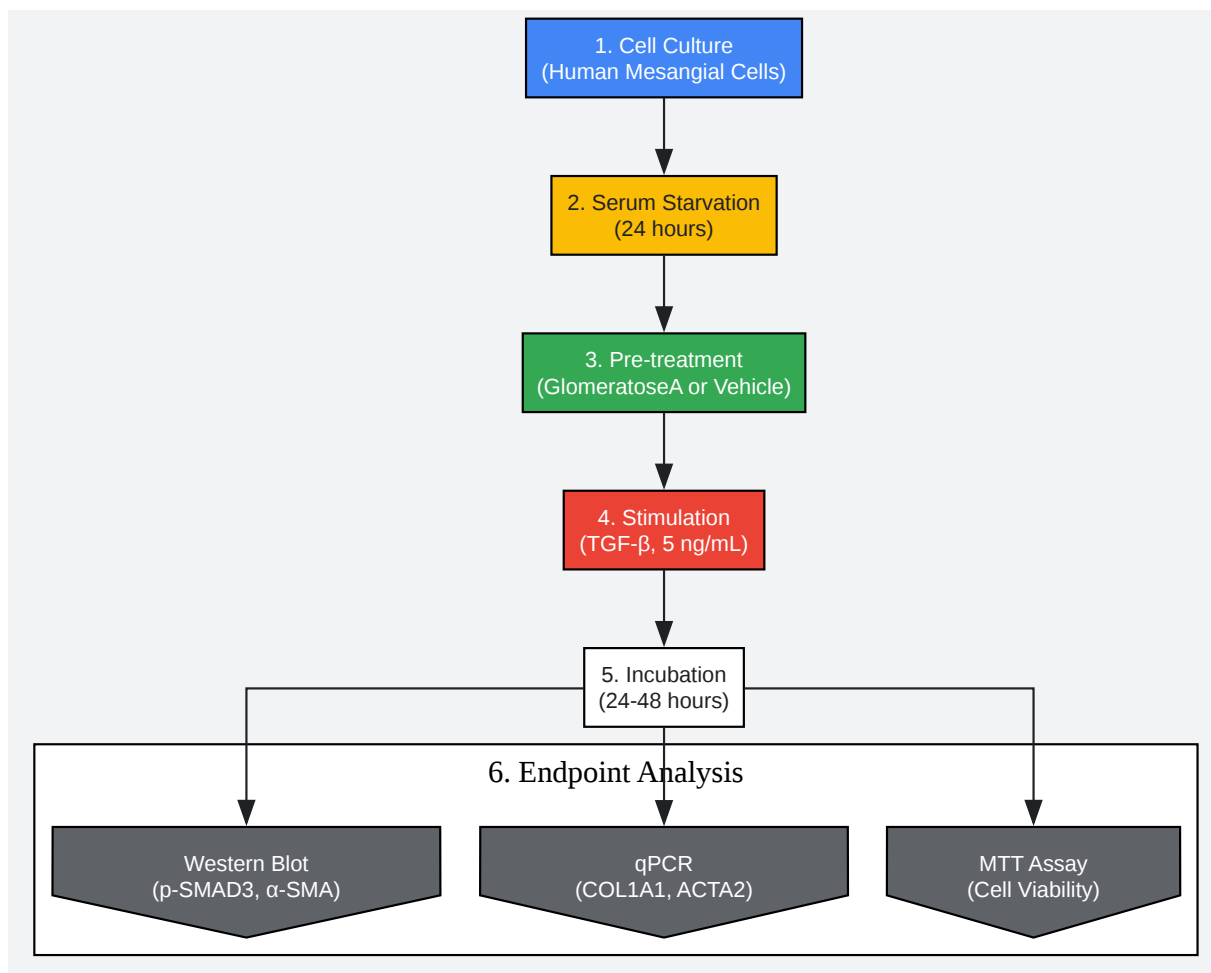 1. Cell Culture
(Human Mesangial Cells)
2. Serum Starvation
(24 hours)
3. Pre-treatment
(GlomeratoseA or Vehicle)
4. Stimulation
(TGF-β, 5 ng/mL)
5. Incubation
(24-48 hours)
6. Endpoint Analysis
Western Blot
(p-SMAD3, α-SMA)
qPCR
(COL1A1, ACTA2)
MTT Assay
(Cell Viability)